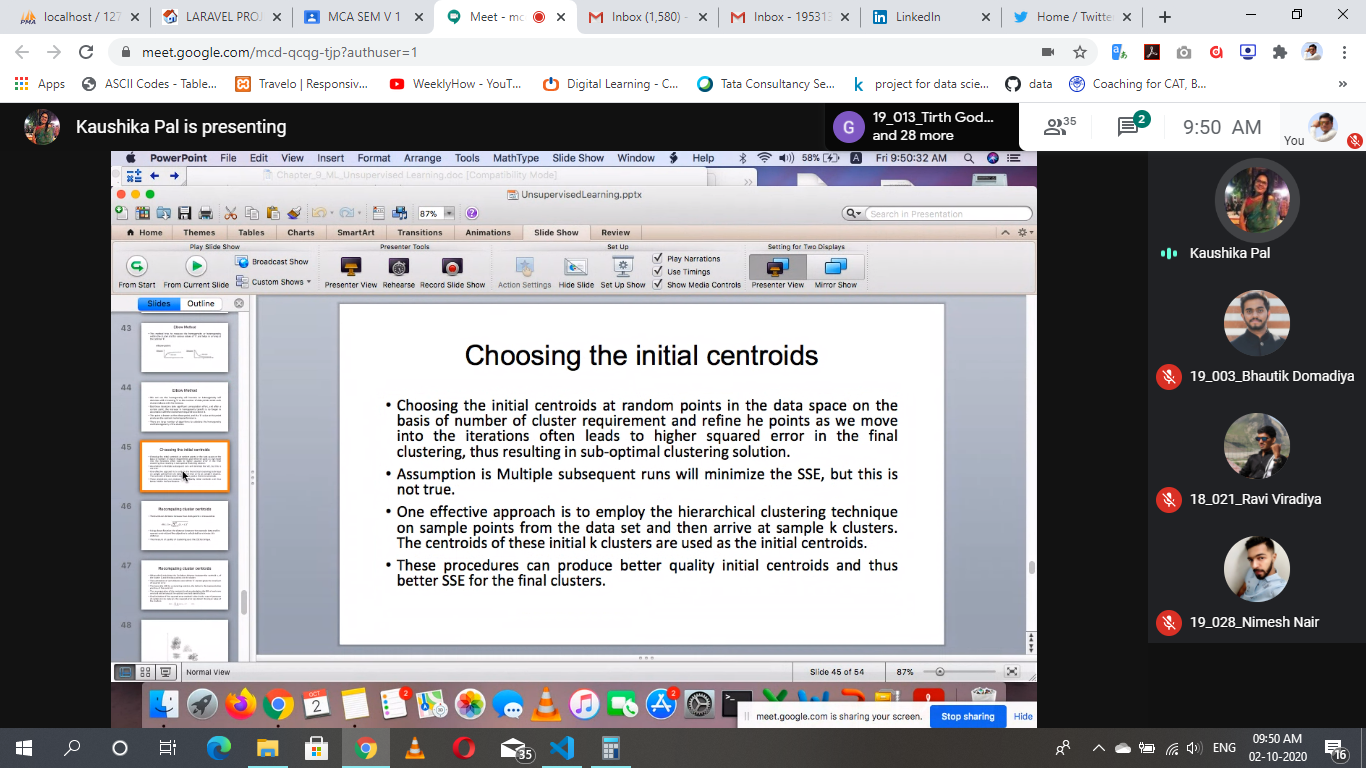 localhost / 127
LARAVEL PROJ
MCA SEM V 1
Meet - mc
Inbox (1,580) -
Inbox - 195313
LinkedIn
Home / Twitte
meet.google.com/mcd-qcqg-tjp?authuser=1
Apps
ASCII Codes - Table...
Travelo | Responsiv...
WeeklyHow - YouT...
Digital Learning - C...
Tata Consultancy Se...
project for data scie...
data
Coaching for CAT, B...
Kaushika Pal is presenting
G
19_013_Tirth God...
and 28 more
35
2
9:50 AM
You
PowerPoint File Edit View Insert Format Arrange Tools MathType Slide Show Window Help 58% Fri 9:50:32 AM
Chapter_9_ML_Unsupervised Learning.doc [Compatibility Mode]
UnsupervisedLearning.pptx
87%
Search in Presentation
Home Themes Tables Charts SmartArt Transitions Animations Slide Show Review
Play Slide Show
Presenter Tools
Set Up
Setting for Two Displays
From Start
From Current Slide
Broadcast Show
Custom Shows
Presenter View
Rehearse
Record Slide Show
Action Settings
Hide Slide
Set Up Show
Play Narrations
Use Timings
Show Media Controls
Presenter View
Mirror Show
Slides
Outline
43
Elbow Method
44
Elbow Method
45
Choosing the initial centroids
46
Recomputing cluster centroids
47
Recomputing cluster centroids
48
Choosing the initial centroids
• Choosing the initial centroids random points in the data space on the
basis of number of cluster requirement and refine he points as we move
into the iterations often leads to higher squared error in the final
clustering, thus resulting in sub-optimal clustering solution.
• Assumption is Multiple subsequent runs will minimize the SSE, but this is
not true.
• One effective approach is to employ the hierarchical clustering technique
on sample points from the data set and then arrive at sample k clusters.
The centroids of these initial k clusters are used as the initial centroids.
• These procedures can produce better quality initial centroids and thus
better SSE for the final clusters.
Normal View
Slide 45 of 54
87%
Kaushika Pal
19_003_Bhautik Domadiya
18_021_Ravi Viradiya
19_028_Nimesh Nair
OCT
2
2
2
meet.google.com is sharing your screen.
Stop sharing
Hide
35
ENG
09:50 AM
02-10-2020
16